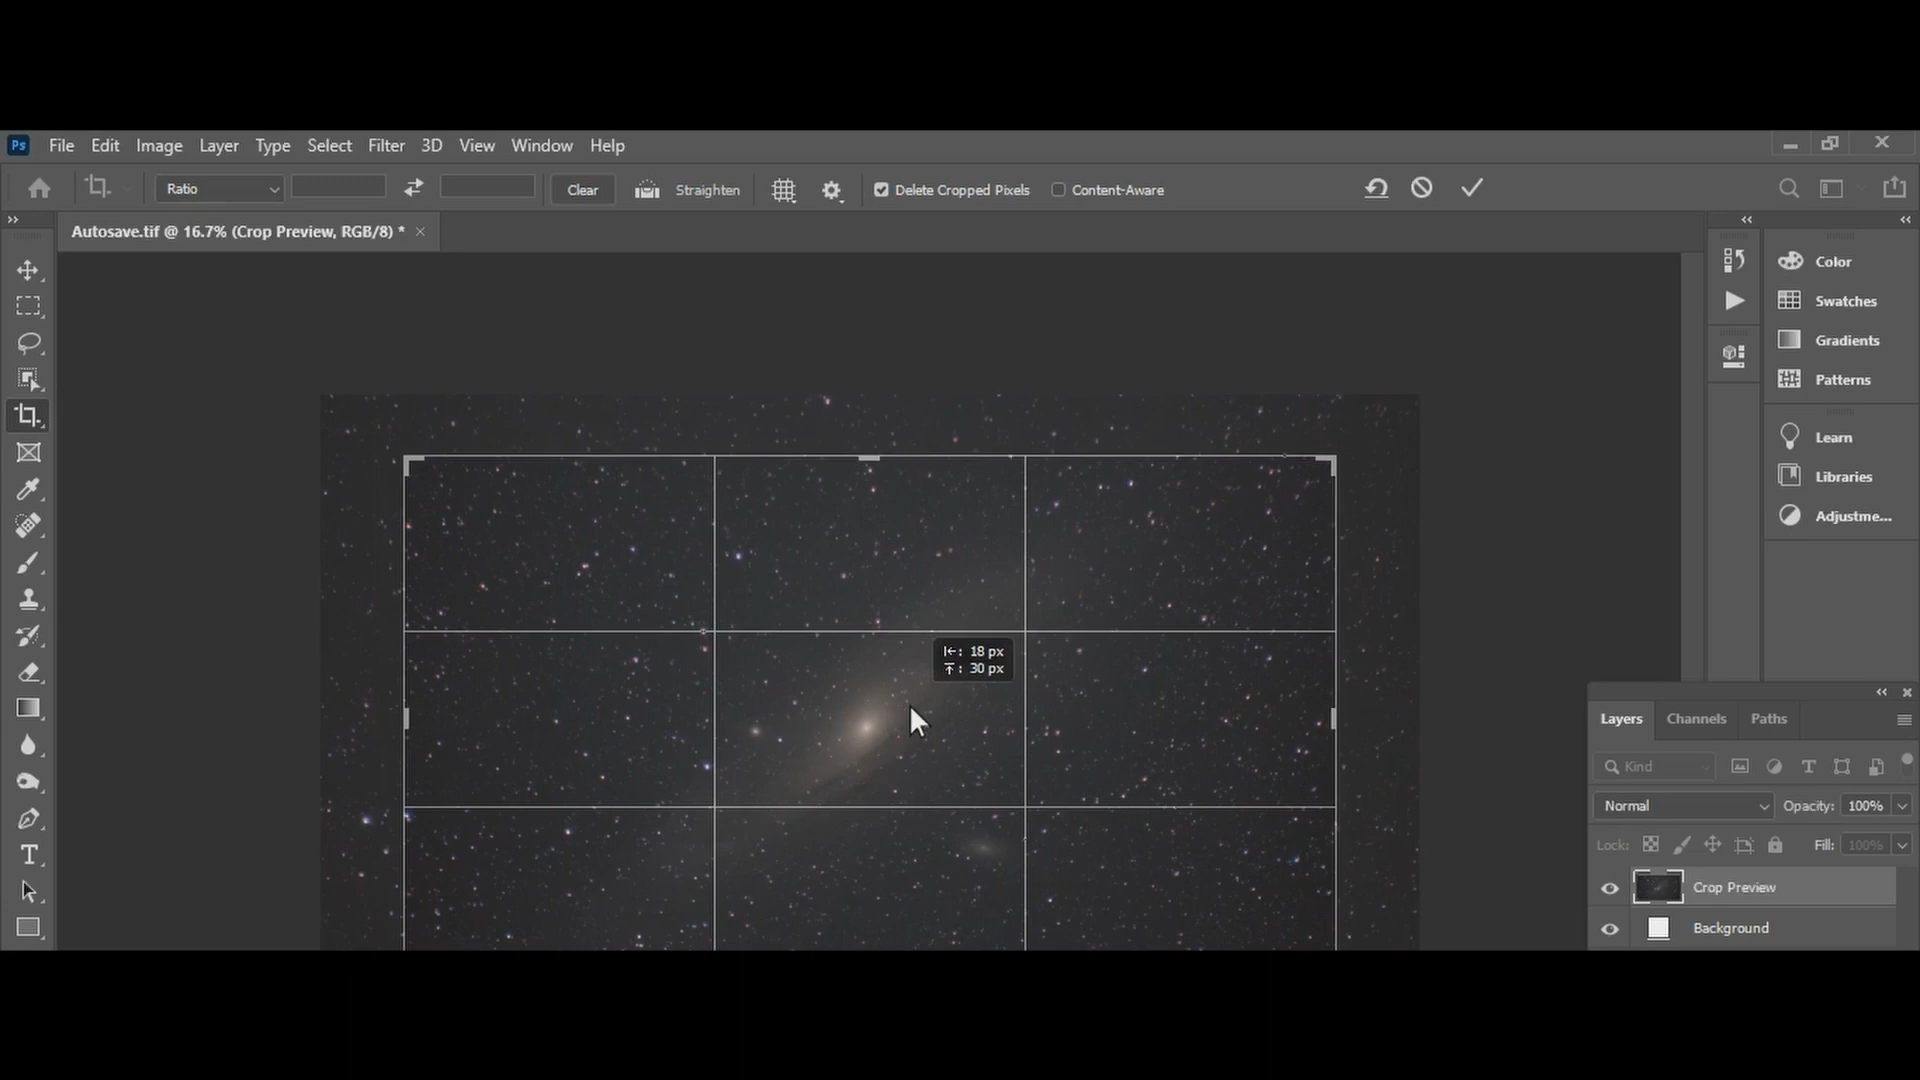 Ps File Edit Image Layer Type Select Filter 3D View Window Help
Ratio Clear Straighten Delete Cropped Pixels Content-Aware
Autosave.tif @ 16.7% (Crop Preview, RGB/8) *
Color
Swatches
Gradients
Patterns
Learn
Libraries
Adjustme...
: 18 px
: 30 px
Layers Channels Paths
Kind
Normal Opacity: 100%
Lock: Fill: 100%
Crop Preview
Background